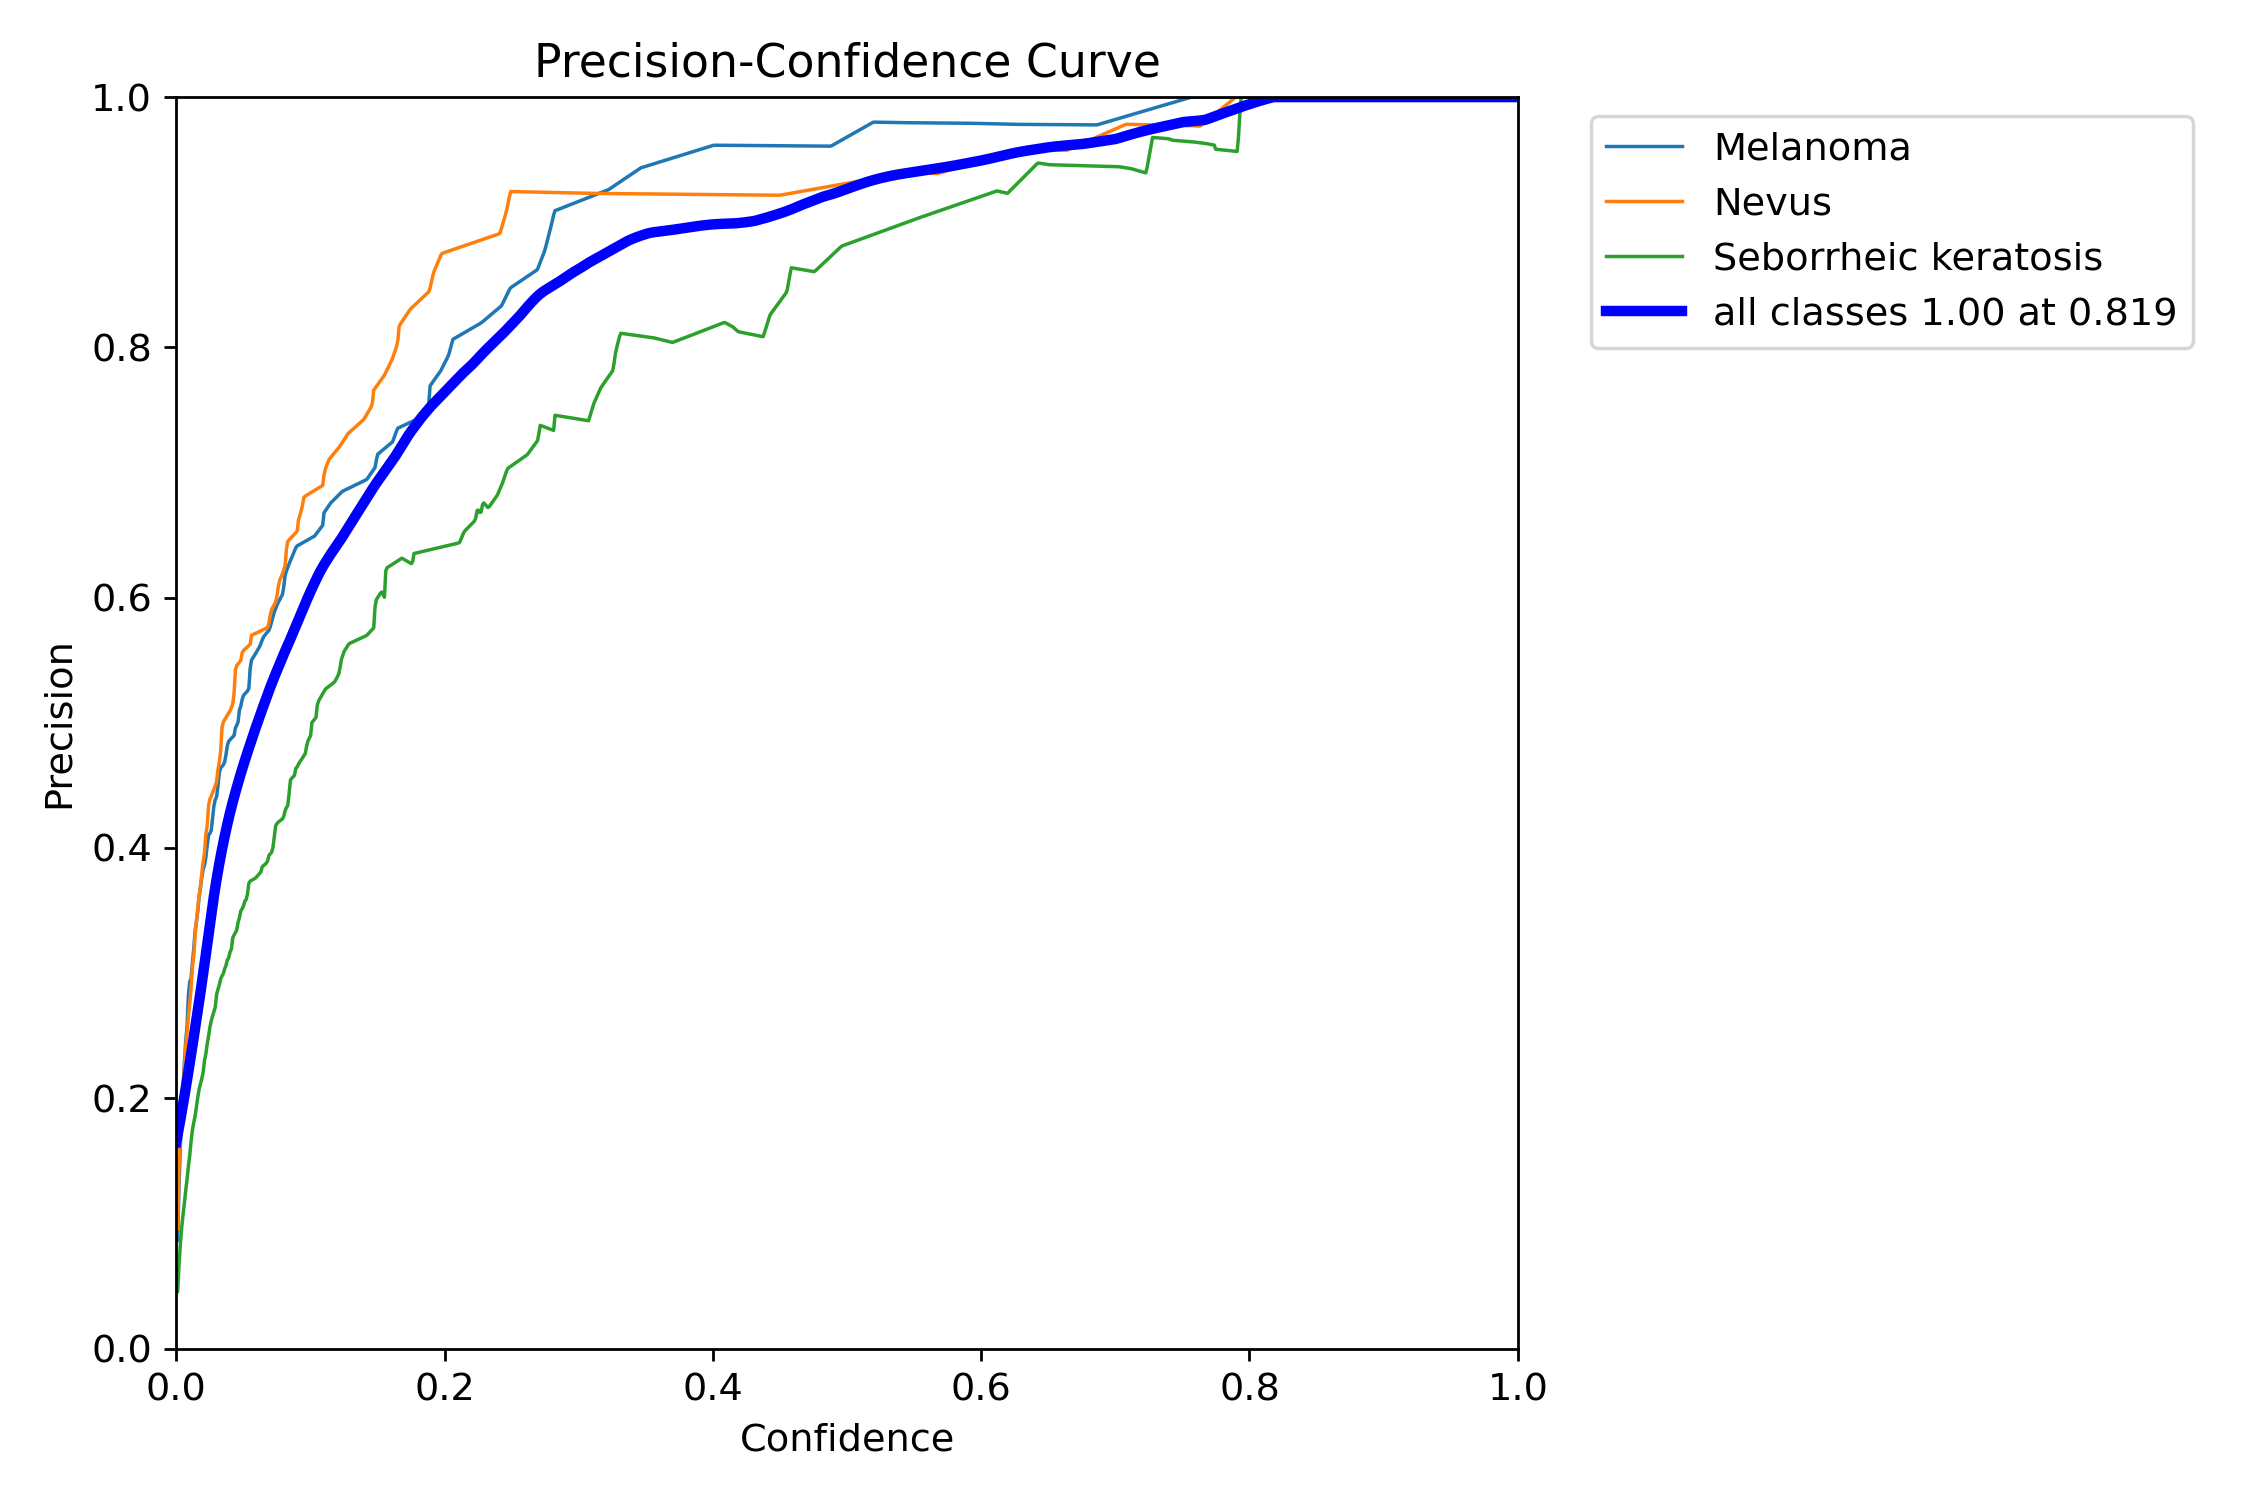 Precision-Confidence Curve
1.0
0.8
0.6
0.4
0.2
0.0
Precision
0.0 0.2 0.4 0.6 0.8 1.0
Confidence
Melanoma
Nevus
Seborrheic keratosis
all classes 1.00 at 0.819